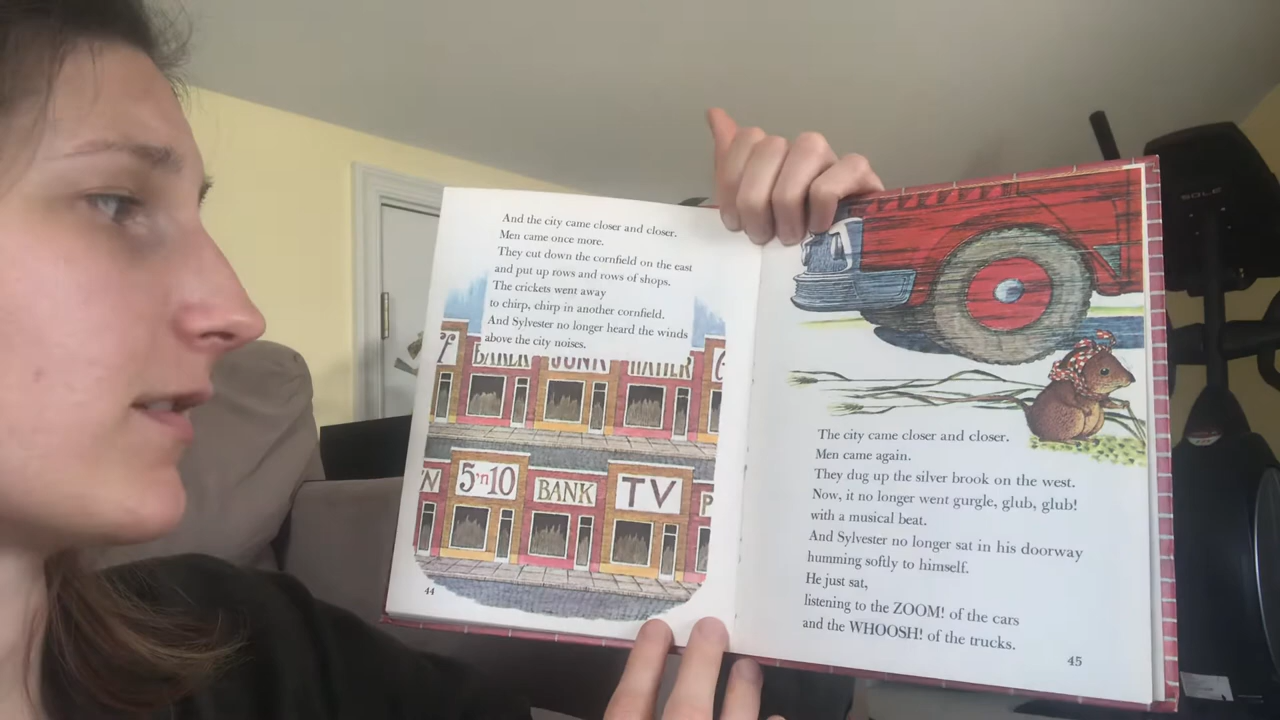 And the city came closer and closer.
Men came once more.
They cut down the cornfield on the east
and put up rows and rows of shops.
The crickets went away
to chirp, chirp in another cornfield.
And Sylvester no longer heard the winds
above the city noises.
BAKER JUNK
5'n10 BANK TV P
44
The city came closer and closer.
Men came again.
They dug up the silver brook on the west.
Now, it no longer went gurgle, glub, glub!
with a musical beat.
And Sylvester no longer sat in his doorway
humming softly to himself.
He just sat,
listening to the ZOOM! of the cars
and the WHOOSH! of the trucks.
45
SOLE